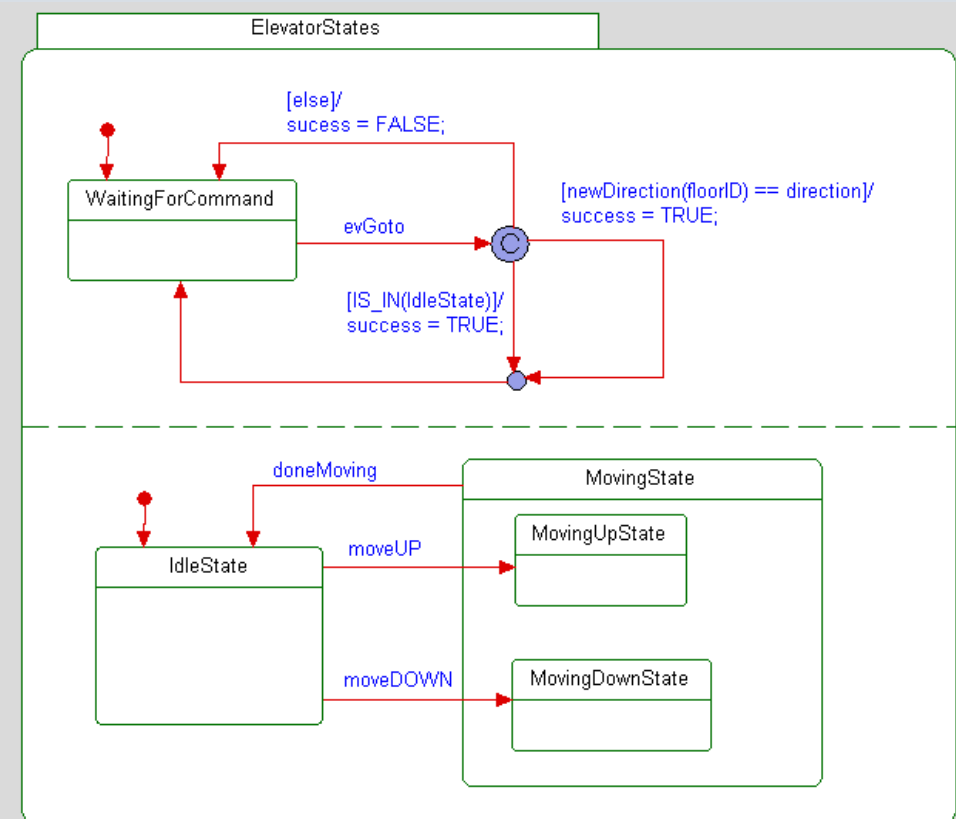 ElevatorStates
[else]/
sucess = FALSE;
WaitingForCommand
[newDirection(floorID) == direction]/
success = TRUE;
evGoto
C
[IS_IN(IdleState)]/
success = TRUE;
doneMoving
MovingState
MovingUpState
moveUP
IdleState
moveDOWN
MovingDownState